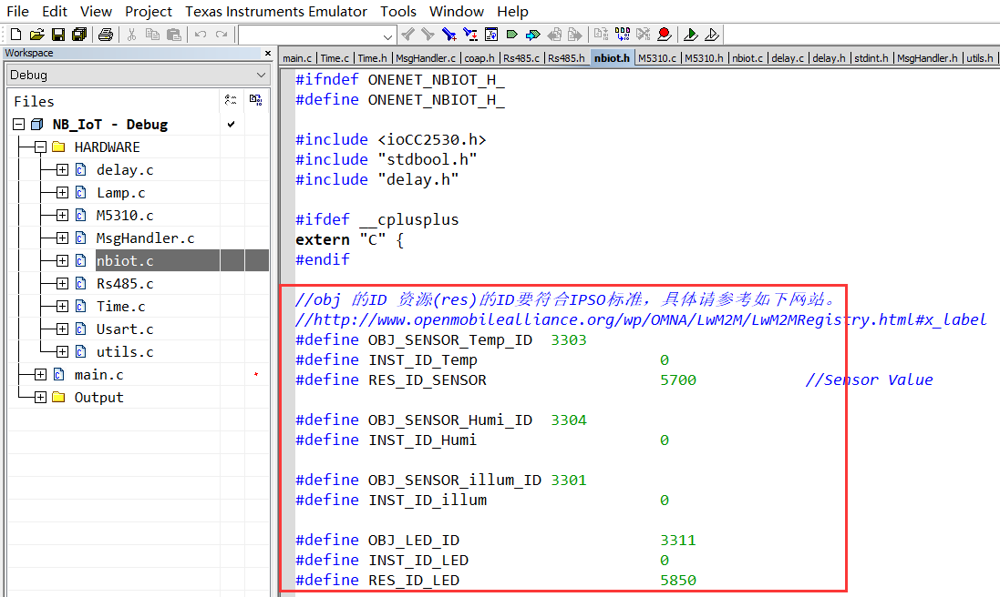 File Edit View Project Texas Instruments Emulator Tools Window Help
Workspace
main.c Time.c Time.h MsgHandler.c coap.h Rs485.c Rs485.h nbiot.h M5310.c M5310.h nbiot.c delay.c delay.h stdint.h MsgHandler.h utils.h
Debug
Files
NB_IoT - Debug
HARDWARE
delay.c
Lamp.c
M5310.c
MsgHandler.c
nbiot.c
Rs485.c
Time.c
Usart.c
utils.c
main.c
Output
#ifndef ONENET_NBIOT_H_
#define ONENET_NBIOT_H_
#include <ioCC2530.h>
#include "stdbool.h"
#include "delay.h"
#ifdef __cplusplus
extern "C" {
#endif
//obj 的ID 资源(res)的ID要符合IPSO标准，具体请参考如下网站。
//http://www.openmobilealliance.org/wp/OMNA/LwM2M/LwM2MRegistry.html#x_label
#define OBJ_SENSOR_Temp_ID 3303
#define INST_ID_Temp 0
#define RES_ID_SENSOR 5700 //Sensor Value
#define OBJ_SENSOR_Humi_ID 3304
#define INST_ID_Humi 0
#define OBJ_SENSOR_illum_ID 3301
#define INST_ID_illum 0
#define OBJ_LED_ID 3311
#define INST_ID_LED 0
#define RES_ID_LED 5850